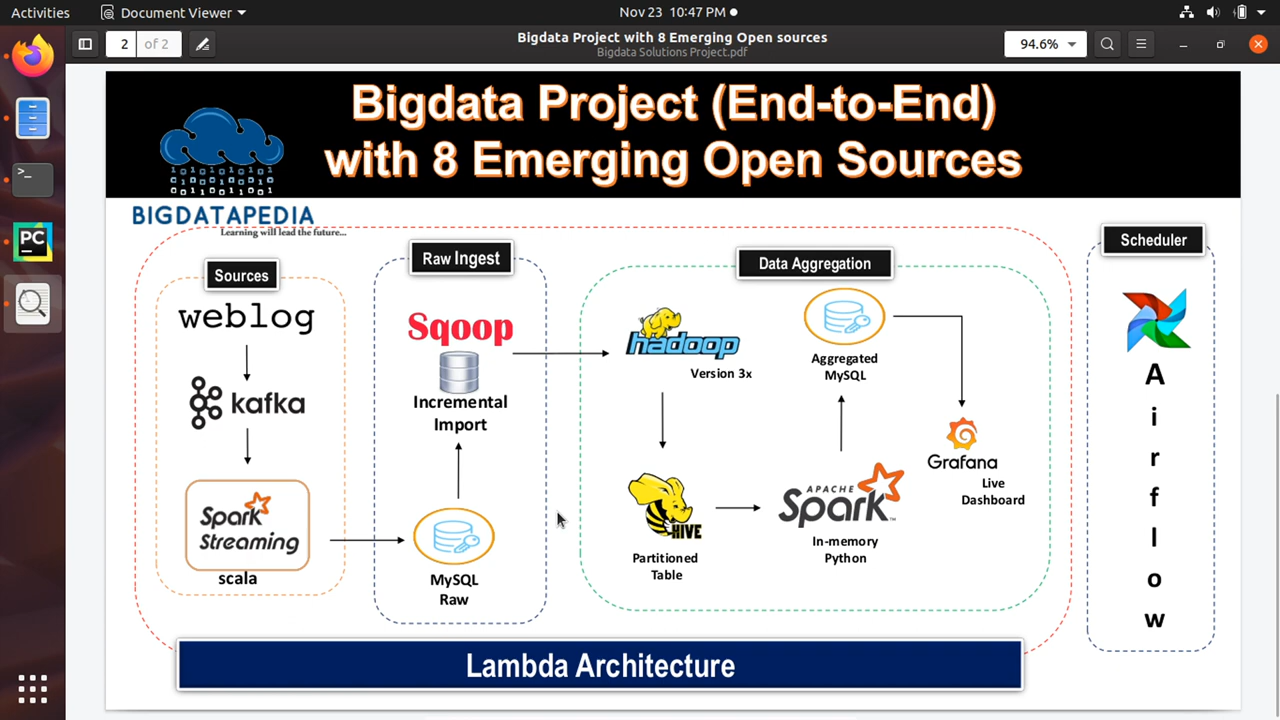 Activities
Document Viewer
Nov 23 10:47 PM
2
of 2
Bigdata Project with 8 Emerging Open sources
Bigdata Solutions Project.pdf
94.6%
Bigdata Project (End-to-End)
with 8 Emerging Open Sources
BIGDATAPEDIA
Learning will lead the future...
Sources
weblog
kafka
Spark
Streaming
scala
Raw Ingest
Sqoop
Incremental
Import
MySQL
Raw
Data Aggregation
hadoop
Version 3x
HIVE
Partitioned
Table
APACHE
Spark™
In-memory
Python
Aggregated
MySQL
Grafana
Live
Dashboard
Scheduler
A
i
r
f
l
o
w
Lambda Architecture
PC
>_